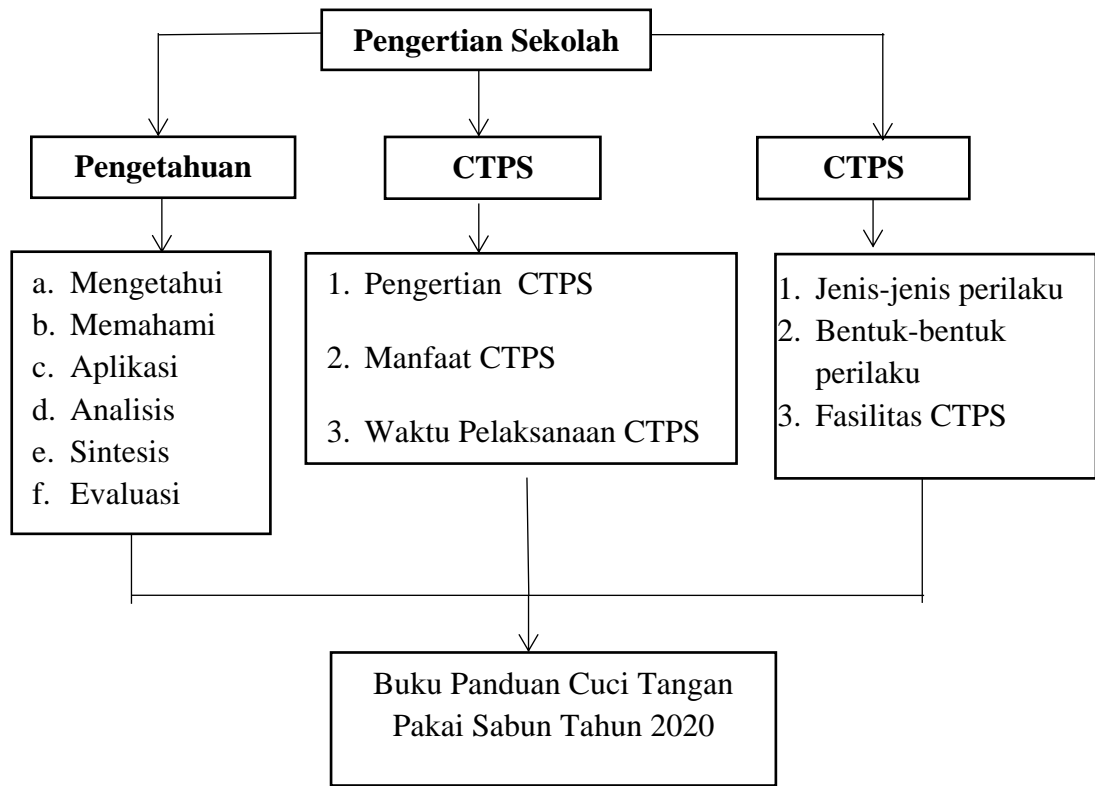 Pengertian Sekolah
Pengetahuan
CTPS
CTPS
a. Mengetahui
b. Memahami
c. Aplikasi
d. Analisis
e. Sintesis
f. Evaluasi
1. Pengertian CTPS
2. Manfaat CTPS
3. Waktu Pelaksanaan CTPS
1. Jenis-jenis perilaku
2. Bentuk-bentuk
perilaku
3. Fasilitas CTPS
Buku Panduan Cuci Tangan
Pakai Sabun Tahun 2020